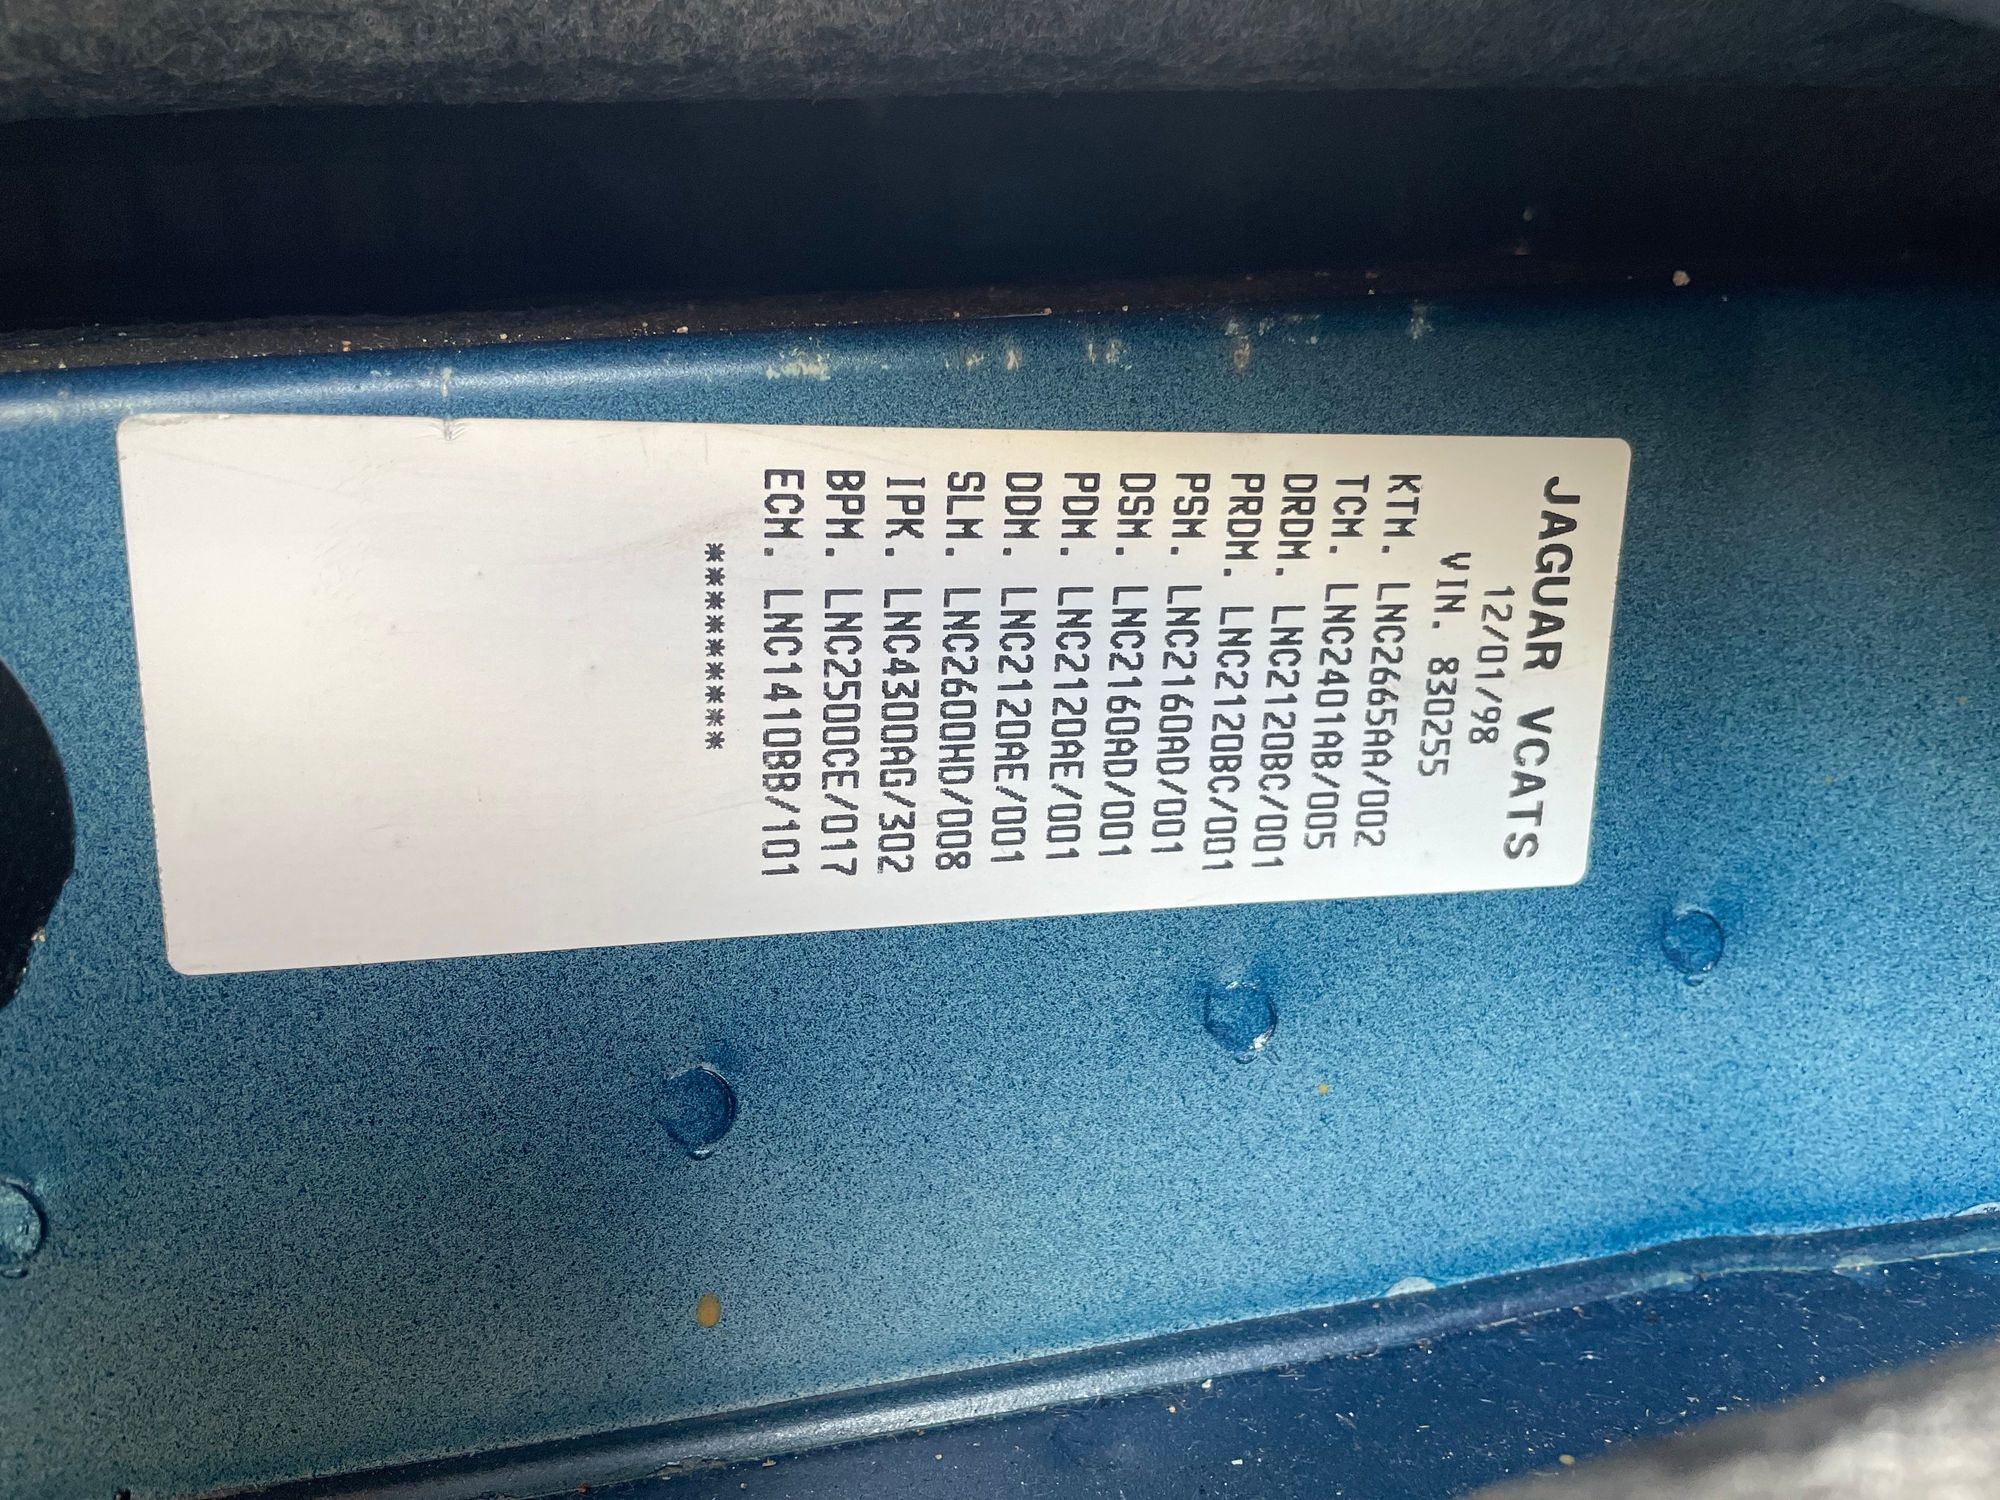 JAGUAR VCATS
12/01/98
VIN. 830255
KTM. LNC2665AA/002
TCM. LNC2401AB/005
DRDM. LNC2120BC/001
PRDM. LNC2120BC/001
PSM. LNC2160AD/001
DSM. LNC2160AD/001
PDM. LNC2120AE/001
DDM. LNC2120AE/001
SLM. LNC2600HD/008
IPK. LNC4300AG/302
BPM. LNC2500CE/017
ECM. LNC1410BB/101
*********